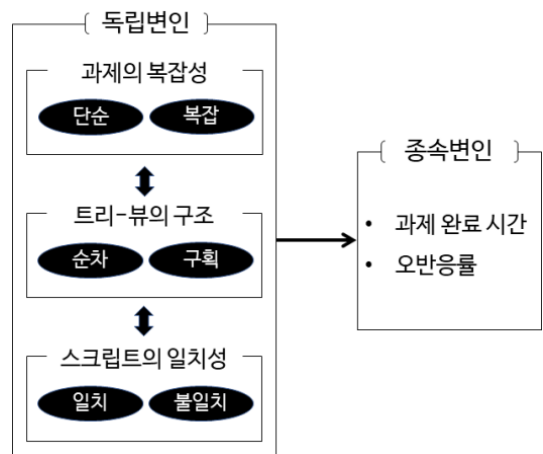 독립변인
과제의 복잡성
단순 복잡
트리-뷰의 구조
순차 구획
스크립트의 일치성
일치 불일치
종속변인
• 과제 완료 시간
• 오반응률